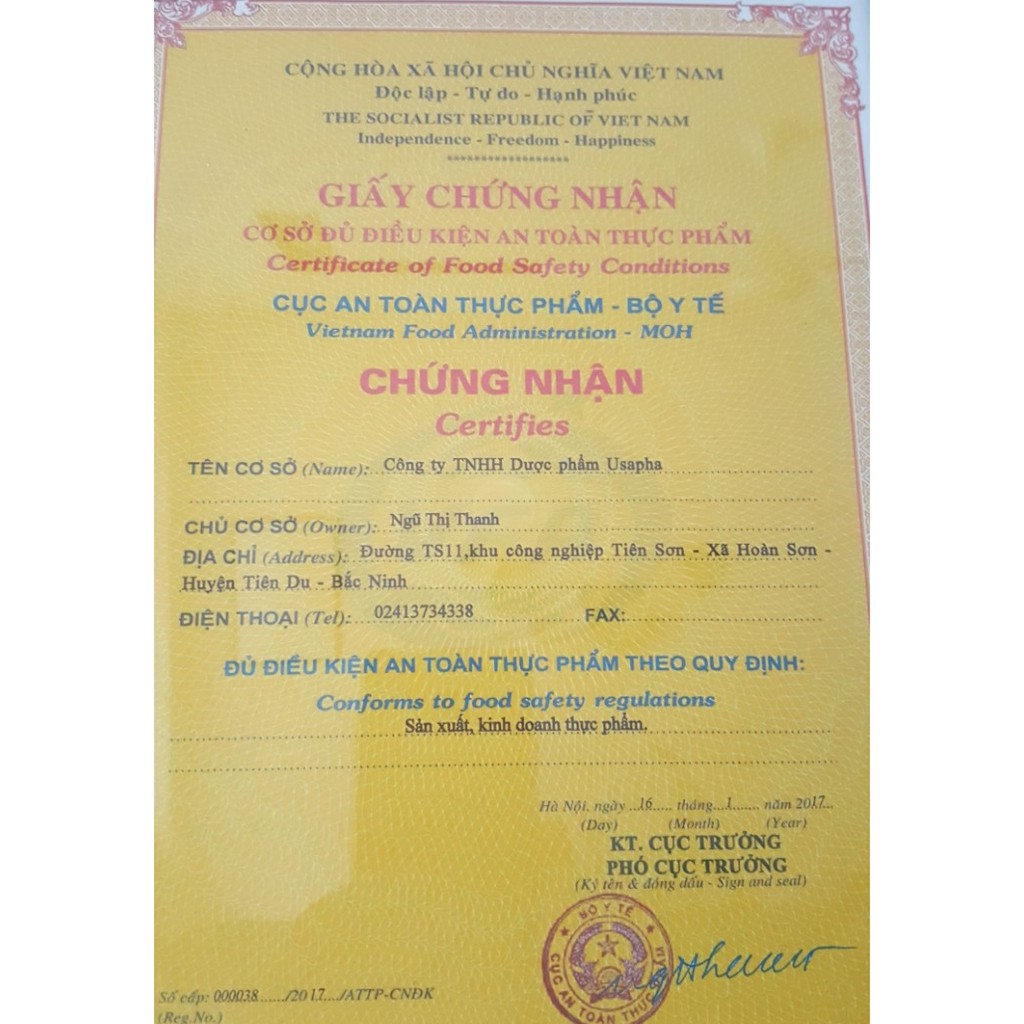 CỘNG HÒA XÃ HỘI CHỦ NGHĨA VIỆT NAM
Độc lập - Tự do - Hạnh phúc
THE SOCIALIST REPUBLIC OF VIET NAM
Independence - Freedom - Happiness
*******************
GIẤY CHỨNG NHẬN
CƠ SỞ ĐỦ ĐIỀU KIỆN AN TOÀN THỰC PHẨM
Certificate of Food Safety Conditions
CỤC AN TOÀN THỰC PHẨM - BỘ Y TẾ
Vietnam Food Administration - MOH
CHỨNG NHẬN
Certifies
TÊN CƠ SỞ (Name): Công ty TNHH Dược phẩm Usapha
CHỦ CƠ SỞ (Owner): Ngũ Thị Thanh
ĐỊA CHỈ (Address): Đường TS11,khu công nghiệp Tiên Sơn - Xã Hoàn Sơn -
Huyện Tiên Du - Bắc Ninh
ĐIỆN THOẠI (Tel): 02413734338 FAX:
ĐỦ ĐIỀU KIỆN AN TOÀN THỰC PHẨM THEO QUY ĐỊNH:
Conforms to food safety regulations
Sản xuất, kinh doanh thực phẩm.
Hà Nội, ngày 16 tháng 1 năm 2017
(Day) (Month) (Year)
KT. CỤC TRƯỞNG
PHÓ CỤC TRƯỞNG
(Ký tên & đóng dấu - Sign and seal)
BỘ Y TẾ
CỤC AN TOÀN THỰC
Số cấp: 000038....../2017.../ATTP-CNĐK
(Reg.No.)